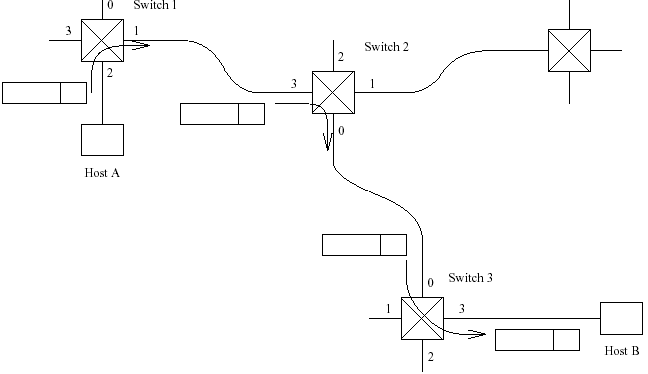 0 Switch 1
3 1
2
Host A
Switch 2
2
3 1
0
Switch 3
0
1 3
2
Host B